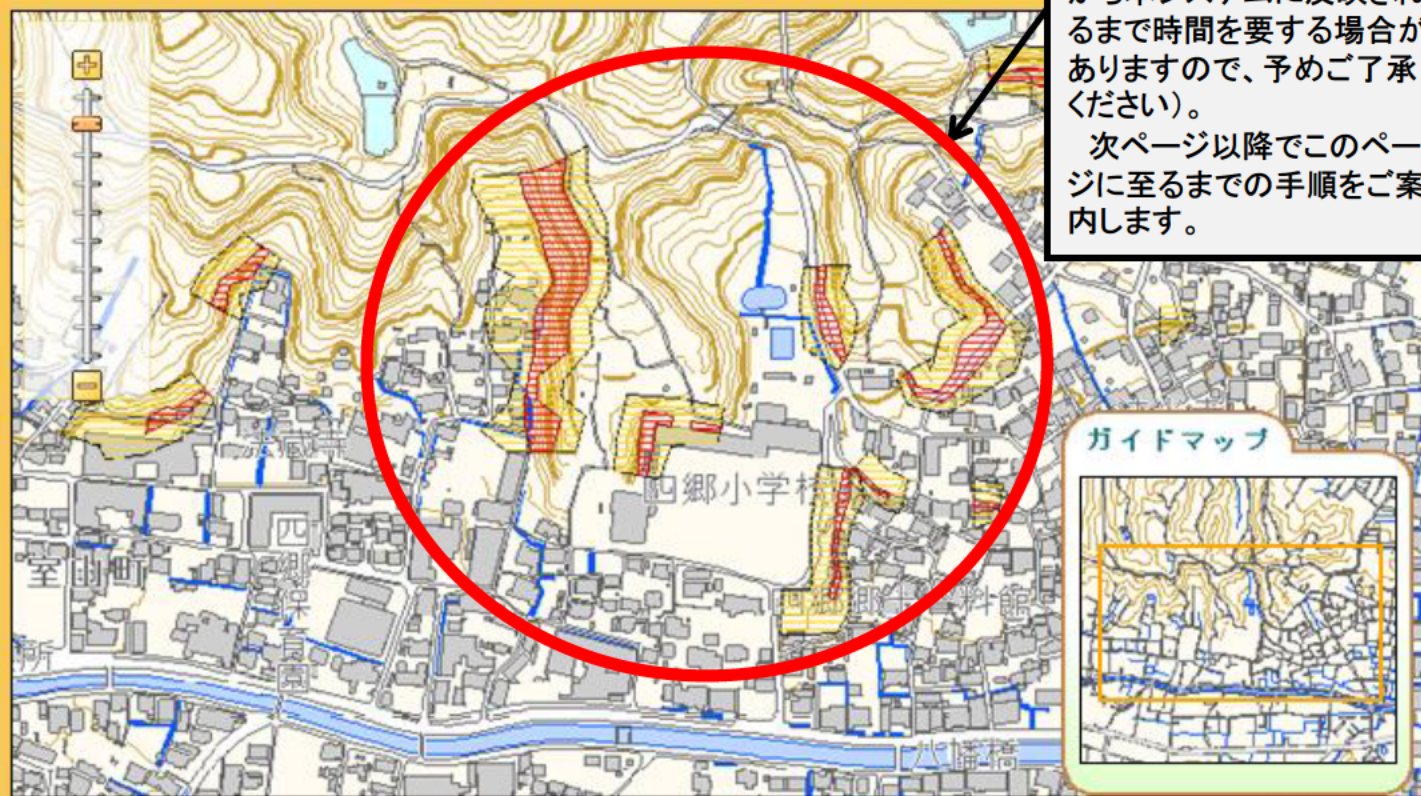 るまで時間を要する場合が
ありますので、予めご了承
ください）。
次ページ以降でこのペー
ジに至るまでの手順をご案
内します。
四郷小学校
室山町
四郷保育園
八幡橋
ガイドマップ